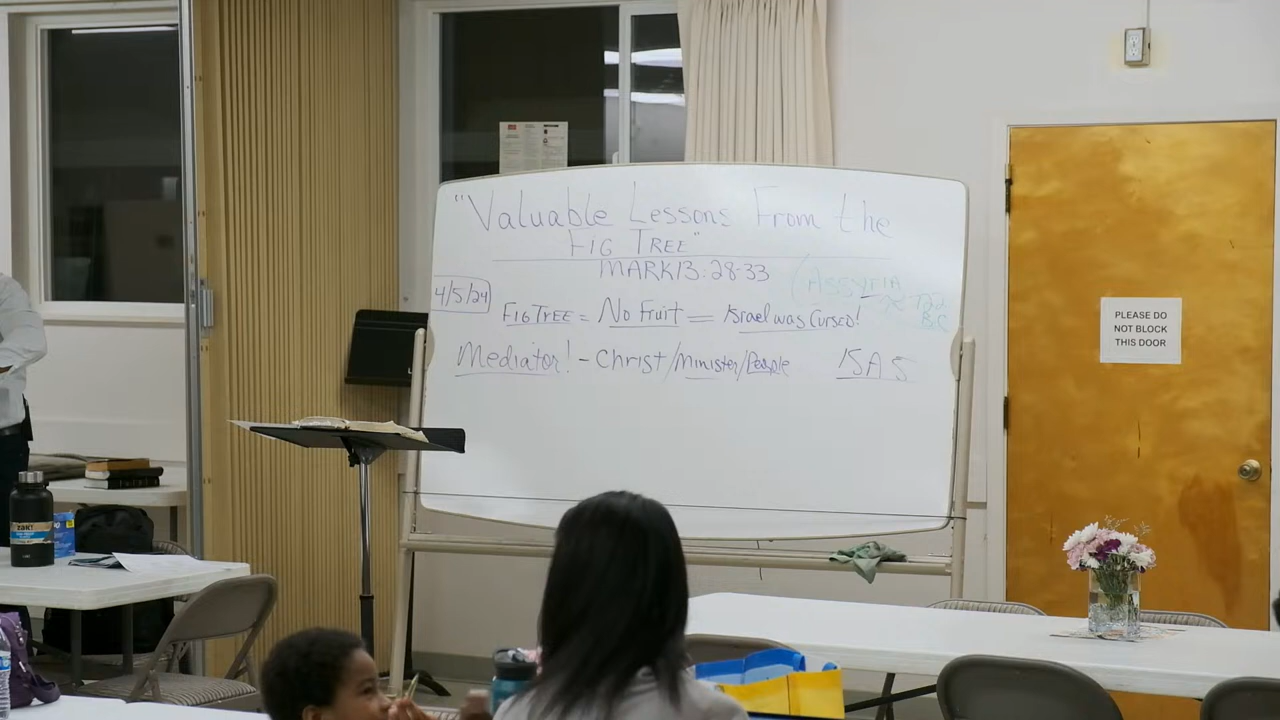 "Valuable Lessons From the
FIG TREE"
MARK 13:28-33
4/5/24
(ASSYRIA
≈ 722
BC
FIG TREE = No Fruit = Israel was Cursed!
Mediator! - Christ/Minister/People
ISA 5
PLEASE DO
NOT BLOCK
THIS DOOR
zak!